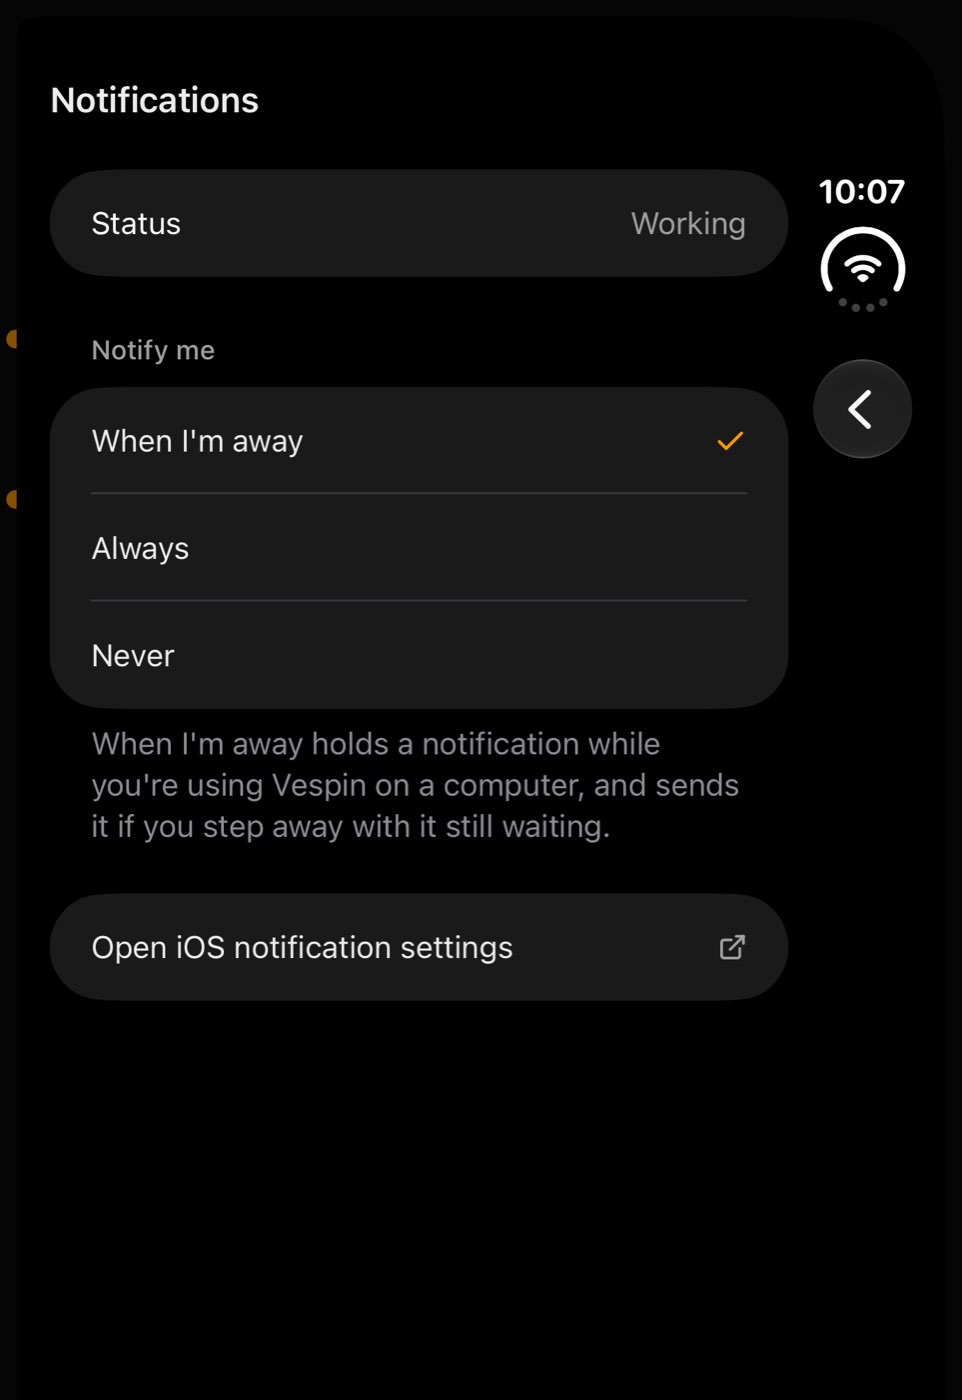 Notifications
10:07
Status
Working
Notify me
When I'm away
Always
Never
When I'm away holds a notification while
you're using Vespin on a computer, and sends
it if you step away with it still waiting.
Open iOS notification settings